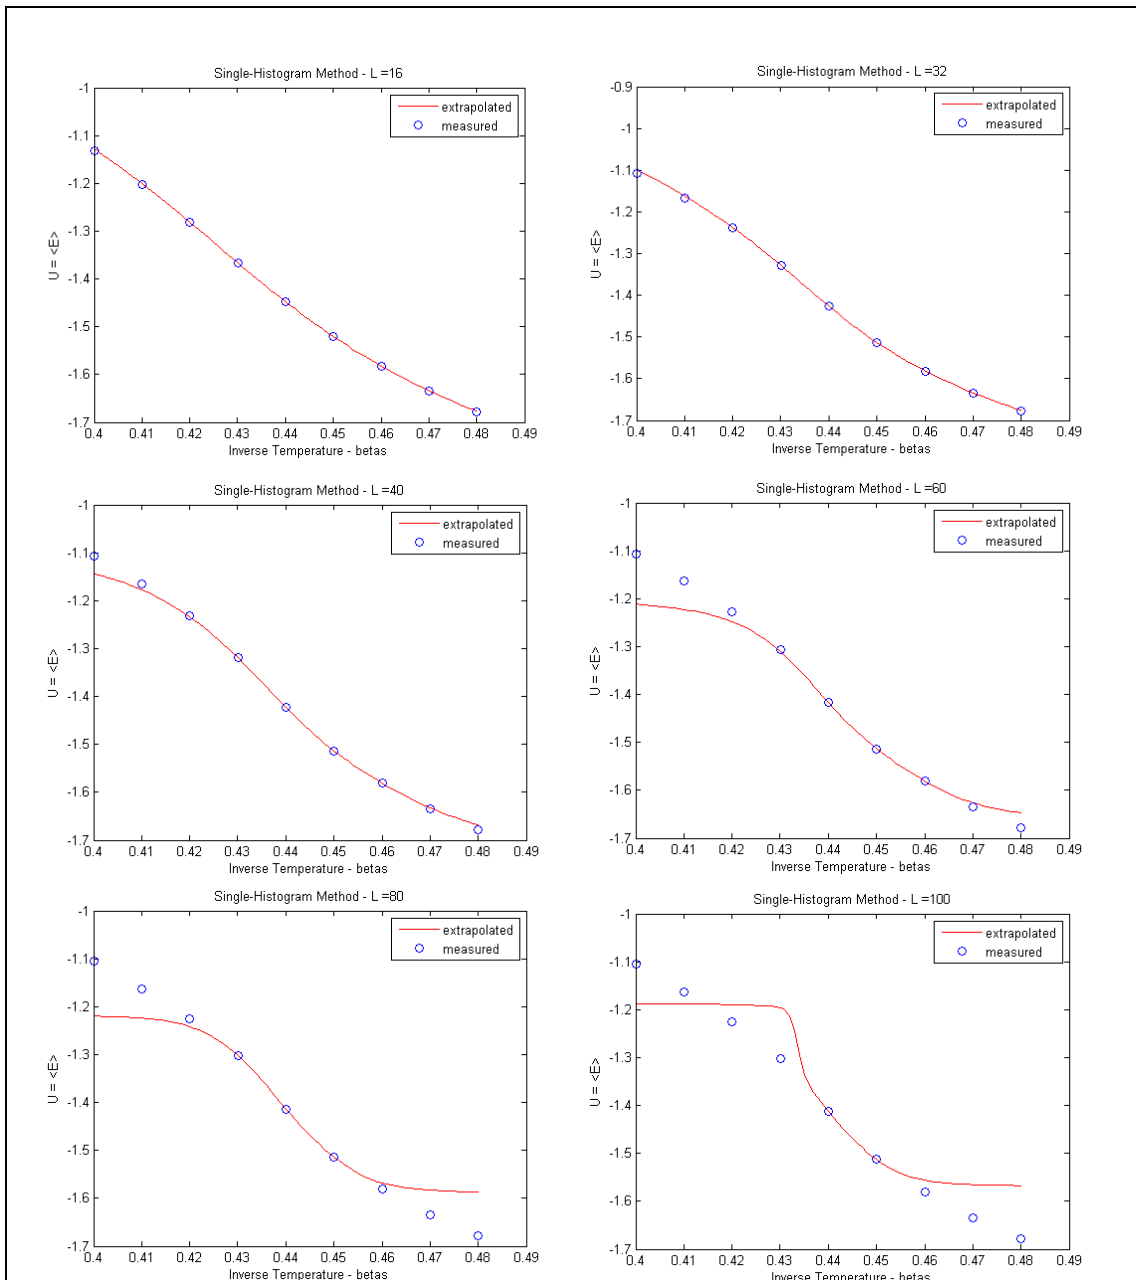 Single-Histogram Method - L =16
extrapolated
measured
U = <E>
-1
-1.1
-1.2
-1.3
-1.4
-1.5
-1.6
-1.7
0.4 0.41 0.42 0.43 0.44 0.45 0.46 0.47 0.48 0.49
Inverse Temperature - betas
Single-Histogram Method - L =32
extrapolated
measured
U = <E>
-0.9
-1
-1.1
-1.2
-1.3
-1.4
-1.5
-1.6
-1.7
0.4 0.41 0.42 0.43 0.44 0.45 0.46 0.47 0.48 0.49
Inverse Temperature - betas
Single-Histogram Method - L =40
extrapolated
measured
U = <E>
-1
-1.1
-1.2
-1.3
-1.4
-1.5
-1.6
-1.7
0.4 0.41 0.42 0.43 0.44 0.45 0.46 0.47 0.48 0.49
Inverse Temperature - betas
Single-Histogram Method - L =60
extrapolated
measured
U = <E>
-1
-1.1
-1.2
-1.3
-1.4
-1.5
-1.6
-1.7
0.4 0.41 0.42 0.43 0.44 0.45 0.46 0.47 0.48 0.49
Inverse Temperature - betas
Single-Histogram Method - L =80
extrapolated
measured
U = <E>
-1
-1.1
-1.2
-1.3
-1.4
-1.5
-1.6
-1.7
0.4 0.41 0.42 0.43 0.44 0.45 0.46 0.47 0.48 0.49
Inverse Temperature - betas
Single-Histogram Method - L =100
extrapolated
measured
U = <E>
-1
-1.1
-1.2
-1.3
-1.4
-1.5
-1.6
-1.7
0.4 0.41 0.42 0.43 0.44 0.45 0.46 0.47 0.48 0.49
Inverse Temperature - betas